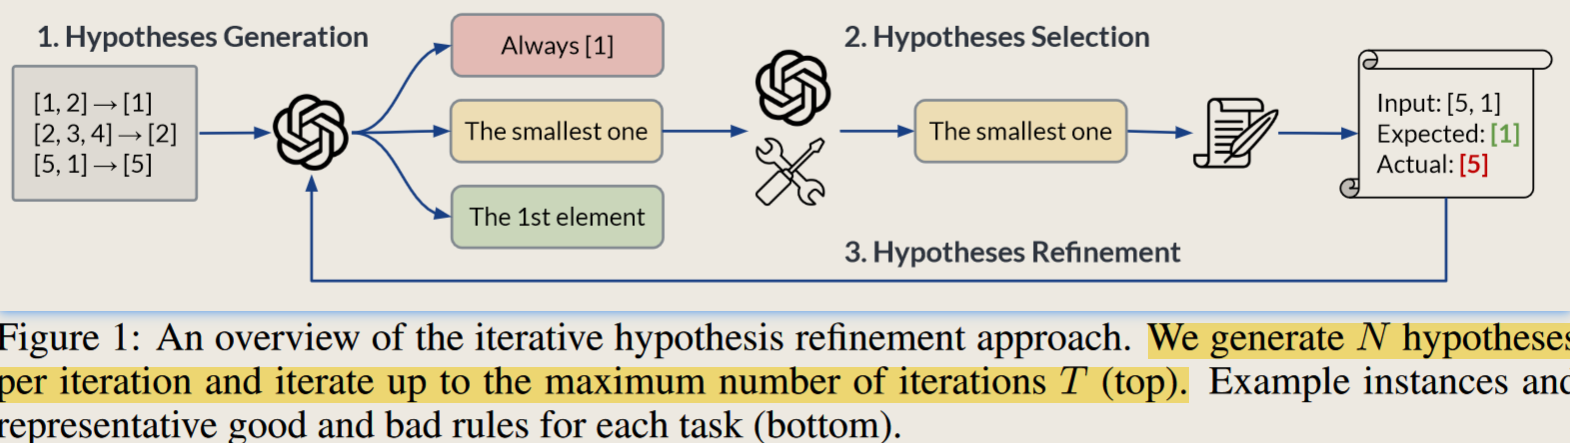 1. Hypotheses Generation
[1, 2] → [1]
[2, 3, 4] → [2]
[5, 1] → [5]
Always [1]
The smallest one
The 1st element
2. Hypotheses Selection
The smallest one
Input: [5, 1]
Expected: [1]
Actual: [5]
3. Hypotheses Refinement
Figure 1: An overview of the iterative hypothesis refinement approach. We generate N hypotheses
per iteration and iterate up to the maximum number of iterations T (top). Example instances and
representative good and bad rules for each task (bottom).